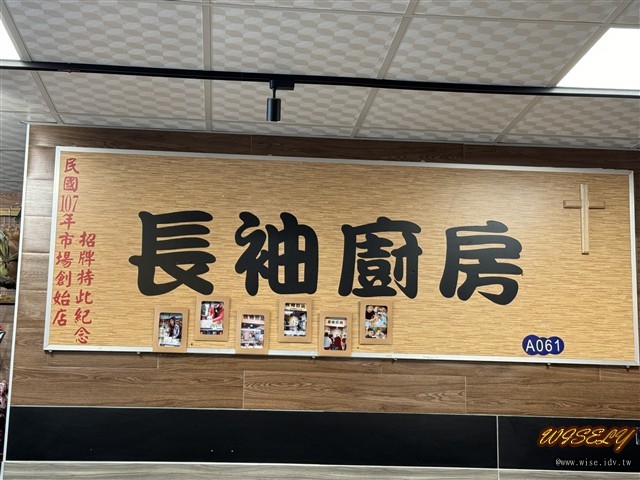 民國107年市場創始店
招牌持此紀念
長袖廚房
A061
WISELY
@www.wise.idv.tw